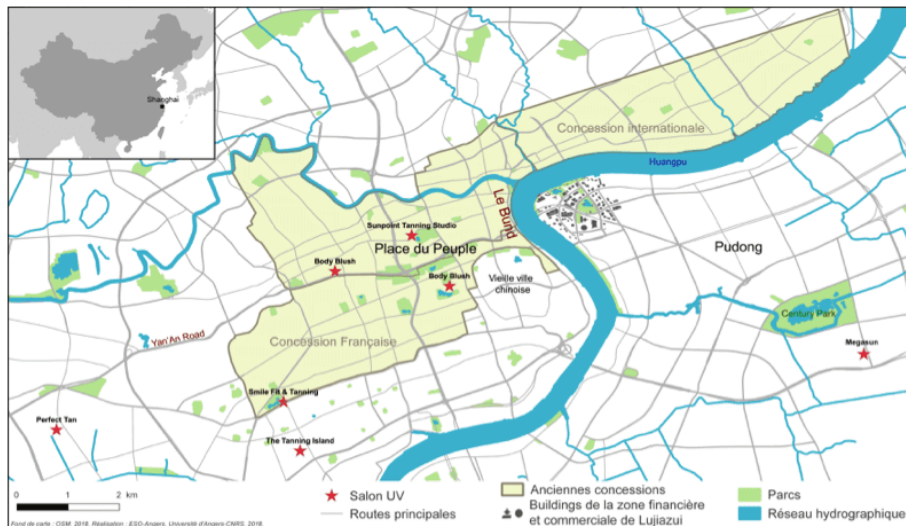 Shanghai
Concession internationale
Huangpu
Le Bund
Sunpoint Tanning Studio
Place du Peuple
Pudong
Body Blush
Body Blush
Vieille ville
chinoise
Century Park
Yan'An Road
Concession Française
Megasun
Smile Fit & Tanning
Perfect Tan
The Tanning Island
0 1 2 km
Salon UV
Routes principales
Anciennes concessions
Buildings de la zone financière
et commerciale de Lujiazui
Parcs
Réseau hydrographique
Fond de carte : OSM, 2018. Réalisation : ESO-Angers, Université d'Angers-CNRS, 2018.